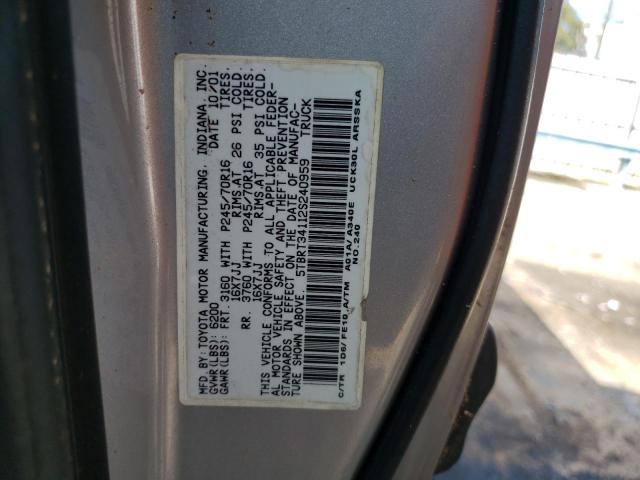 MFD. BY: TOYOTA MOTOR MANUFACTURING, INDIANA, INC.
GVWR(LBS): 6200 DATE 10/01
GAWR(LBS): FRT. 3160 WITH P245/70R16 TIRES,
16X7JJ RIMS.AT 26 PSI COLD.
RR. 3760 WITH P245/70R16 TIRES,
16X7JJ RIMS.AT 35 PSI COLD.
THIS VEHICLE CONFORMS TO ALL APPLICABLE FEDER-
AL MOTOR VEHICLE SAFETY AND THEFT PREVENTION
STANDARDS IN EFFECT ON THE DATE OF MANUFAC-
TURE SHOWN ABOVE. 5TBRT34112S240959 TRUCK
C/TR 1D6/ FE10 A/TM A01A/ A340E UCK30L ARSSKA
NO.240